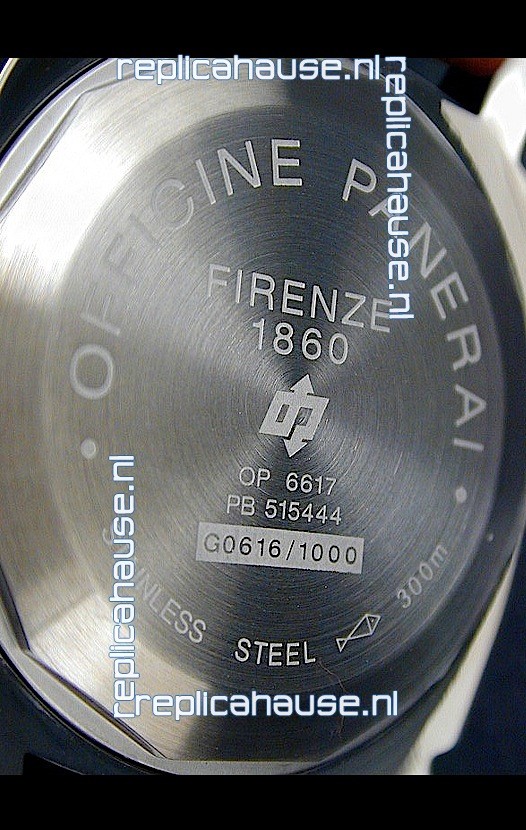 replicahause.nl
replicahause.nl
OFFICINE PANERAI
FIRENZE
1860
OP 6617
PB 515444
G0616/1000
STAINLESS STEEL 300m
replicahause.nl
replicahause.nl